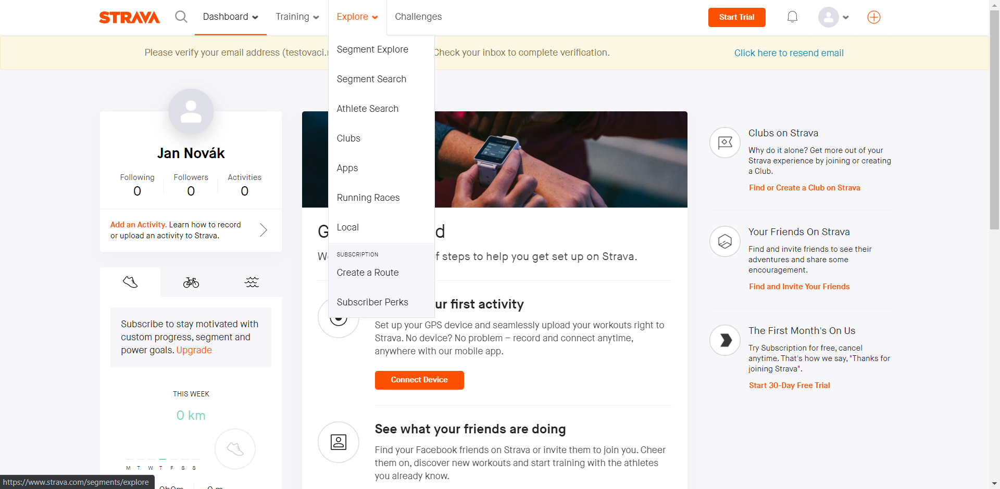 STRAVA
Dashboard
Training
Explore
Challenges
Start Trial
Please verify your email address (testovaci. Check your inbox to complete verification.
Click here to resend email
Segment Explore
Segment Search
Athlete Search
Clubs
Apps
Running Races
Local
SUBSCRIPTION
Create a Route
Subscriber Perks
Jan Novák
Following
Followers
Activities
0
0
0
Add an Activity. Learn how to record
or upload an activity to Strava.
Subscribe to stay motivated with
custom progress, segment and
power goals. Upgrade
THIS WEEK
0 km
M T W T F S S
steps to help you get set up on Strava.
first activity
Set up your GPS device and seamlessly upload your workouts right to
Strava. No device? No problem – record and connect anytime,
anywhere with our mobile app.
Connect Device
See what your friends are doing
Find your Facebook friends on Strava or invite them to join you. Cheer
them on, discover new workouts and start training with the athletes
you already know.
Clubs on Strava
Why do it alone? Get more out of your
Strava experience by joining or creating
a Club.
Find or Create a Club on Strava
Your Friends On Strava
Find and invite friends to see their
adventures and share some
encouragement.
Find and Invite Your Friends
The First Month's On Us
Try Subscription for free, cancel
anytime. That's how we say, "Thanks for
joining Strava".
Start 30-Day Free Trial
https://www.strava.com/segments/explore